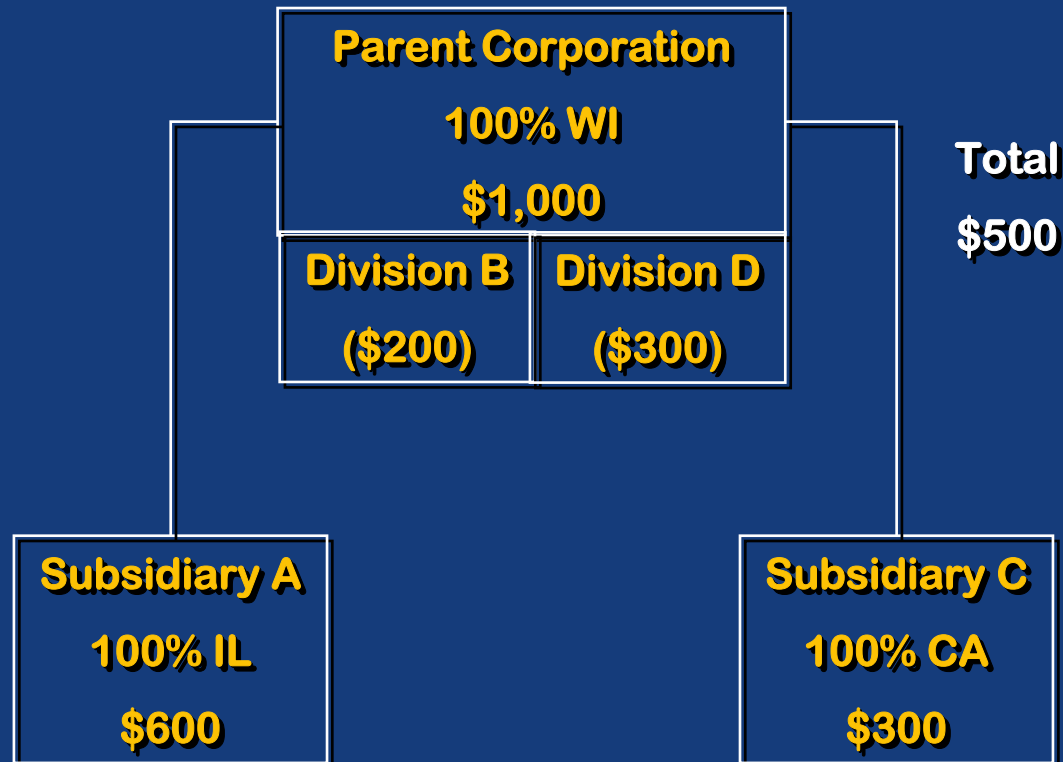 Parent Corporation
100% WI
$1,000
Total
$500
Division B
($200)
Division D
($300)
Subsidiary A
100% IL
$600
Subsidiary C
100% CA
$300